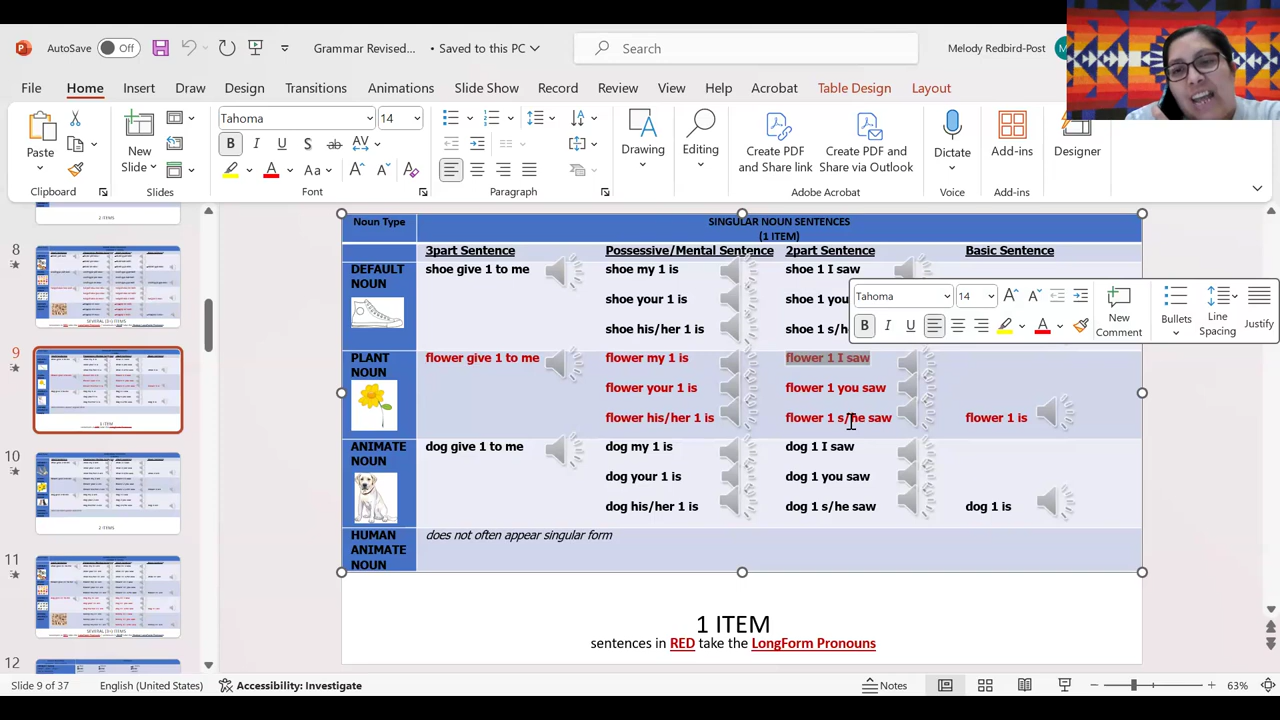 AutoSave Off Grammar Revised... • Saved to this PC Search Melody Redbird-Post
File Home Insert Draw Design Transitions Animations Slide Show Record Review View Help Acrobat Table Design Layout
Tahoma 14
Paste New Slide Drawing Editing Create PDF and Share link Create PDF and Share via Outlook Dictate Add-ins Designer
Clipboard Slides Font Paragraph Adobe Acrobat Voice Add-ins
8
9
10
11
12
2 ITEMS
1 ITEM
2 ITEMS
Noun Type SINGULAR NOUN SENTENCES
(1 ITEM)
3part Sentence Possessive/Mental Sentence 2part Sentence Basic Sentence
DEFAULT NOUN shoe give 1 to me shoe my 1 is shoe 1 I saw
shoe your 1 is shoe 1 you
shoe his/her 1 is shoe 1 s/h
Tahoma 14
New Comment Bullets Line Spacing Justify
PLANT NOUN flower give 1 to me flower my 1 is flower 1 I saw
flower your 1 is flower 1 you saw
flower his/her 1 is flower 1 s/he saw flower 1 is
ANIMATE NOUN dog give 1 to me dog my 1 is dog 1 I saw
dog your 1 is dog 1 you saw
dog his/her 1 is dog 1 s/he saw dog 1 is
HUMAN ANIMATE NOUN does not often appear singular form
1 ITEM
sentences in RED take the LongForm Pronouns
Slide 9 of 37 English (United States) Accessibility: Investigate Notes 63%